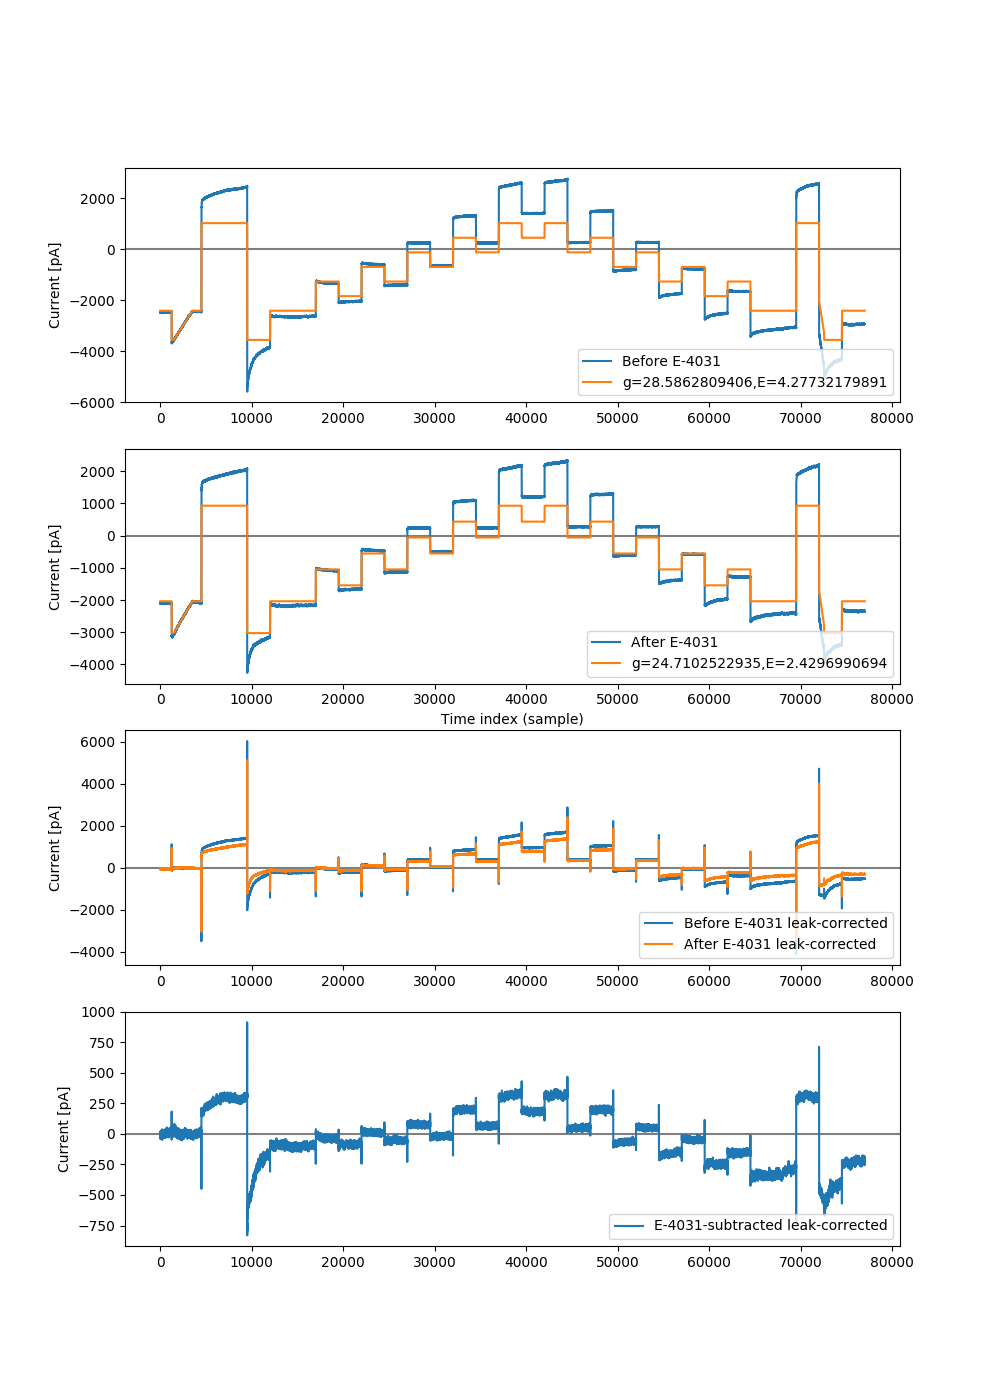 2000
0
−2000
−4000
−6000
Current [pA]
Before E-4031
g=28.5862809406,E=4.27732179891
0 10000 20000 30000 40000 50000 60000 70000 80000
2000
1000
0
−1000
−2000
−3000
−4000
Current [pA]
After E-4031
g=24.7102522935,E=2.4296990694
0 10000 20000 30000 40000 50000 60000 70000 80000
Time index (sample)
6000
4000
2000
0
−2000
−4000
Current [pA]
Before E-4031 leak-corrected
After E-4031 leak-corrected
0 10000 20000 30000 40000 50000 60000 70000 80000
1000
750
500
250
0
−250
−500
−750
Current [pA]
E-4031-subtracted leak-corrected
0 10000 20000 30000 40000 50000 60000 70000 80000